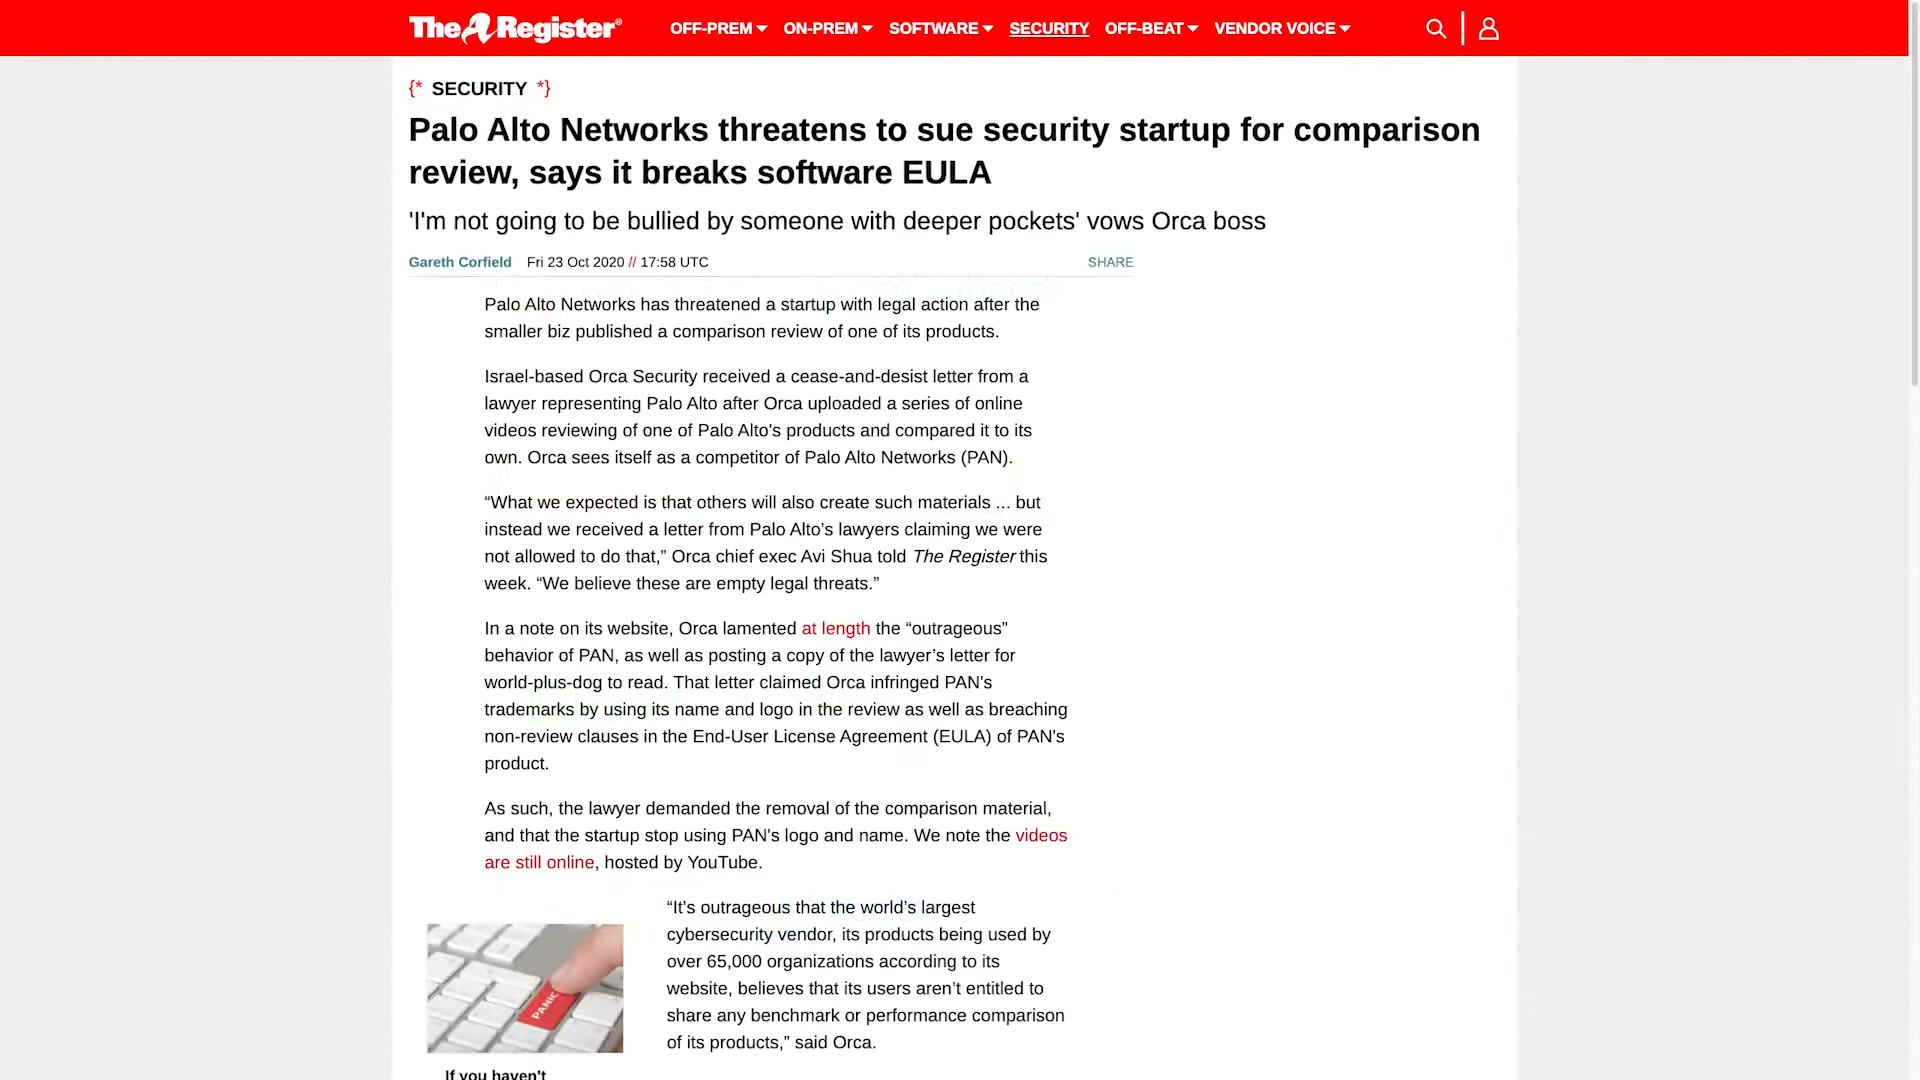 The Register®
OFF-PREM ON-PREM SOFTWARE SECURITY OFF-BEAT VENDOR VOICE
{* SECURITY *}
Palo Alto Networks threatens to sue security startup for comparison
review, says it breaks software EULA
'I'm not going to be bullied by someone with deeper pockets' vows Orca boss
Gareth Corfield Fri 23 Oct 2020 // 17:58 UTC SHARE
Palo Alto Networks has threatened a startup with legal action after the
smaller biz published a comparison review of one of its products.
Israel-based Orca Security received a cease-and-desist letter from a
lawyer representing Palo Alto after Orca uploaded a series of online
videos reviewing of one of Palo Alto's products and compared it to its
own. Orca sees itself as a competitor of Palo Alto Networks (PAN).
“What we expected is that others will also create such materials ... but
instead we received a letter from Palo Alto’s lawyers claiming we were
not allowed to do that,” Orca chief exec Avi Shua told The Register this
week. “We believe these are empty legal threats.”
In a note on its website, Orca lamented at length the “outrageous”
behavior of PAN, as well as posting a copy of the lawyer’s letter for
world-plus-dog to read. That letter claimed Orca infringed PAN's
trademarks by using its name and logo in the review as well as breaching
non-review clauses in the End-User License Agreement (EULA) of PAN's
product.
As such, the lawyer demanded the removal of the comparison material,
and that the startup stop using PAN's logo and name. We note the videos
are still online, hosted by YouTube.
“It’s outrageous that the world’s largest
cybersecurity vendor, its products being used by
over 65,000 organizations according to its
website, believes that its users aren’t entitled to
share any benchmark or performance comparison
of its products,” said Orca.
PANIC
If you haven't